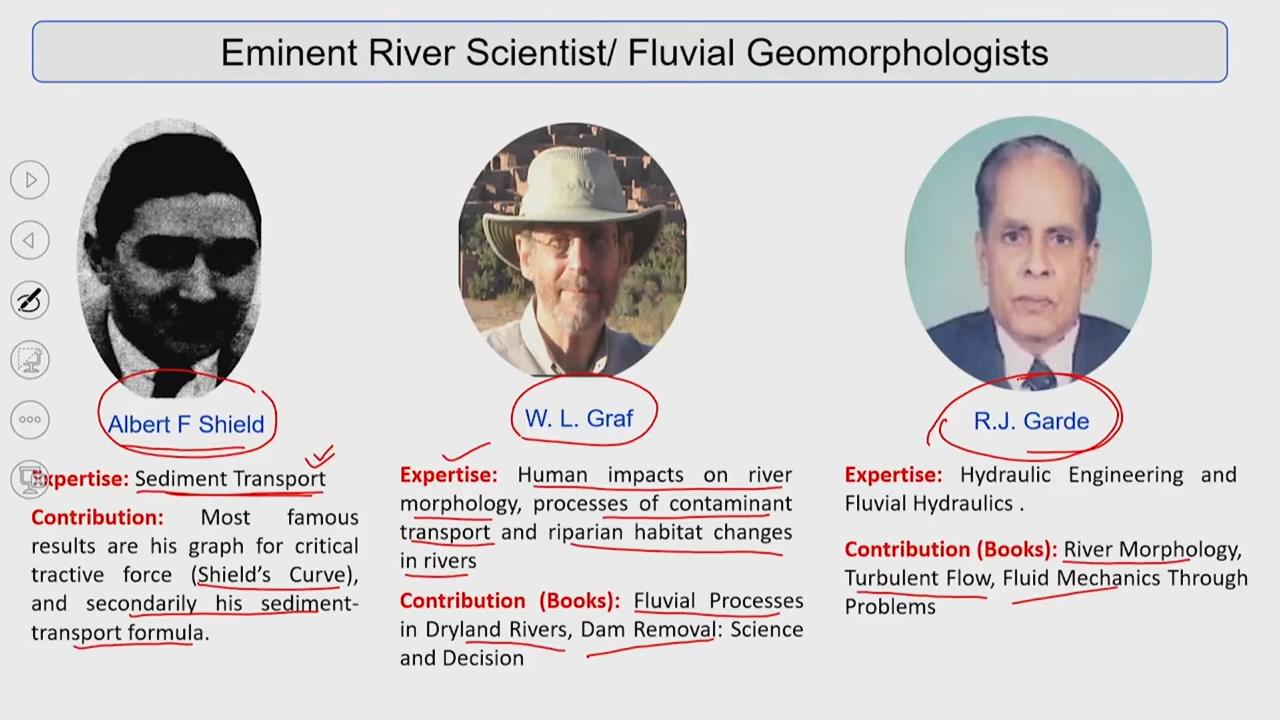 Eminent River Scientist/ Fluvial Geomorphologists
Albert F Shield
Expertise: Sediment Transport
Contribution: Most famous
results are his graph for critical
tractive force (Shield's Curve),
and secondarily his sediment-
transport formula.
W. L. Graf
Expertise: Human impacts on river
morphology, processes of contaminant
transport and riparian habitat changes
in rivers
Contribution (Books): Fluvial Processes
in Dryland Rivers, Dam Removal: Science
and Decision
R.J. Garde
Expertise: Hydraulic Engineering and
Fluvial Hydraulics .
Contribution (Books): River Morphology,
Turbulent Flow, Fluid Mechanics Through
Problems